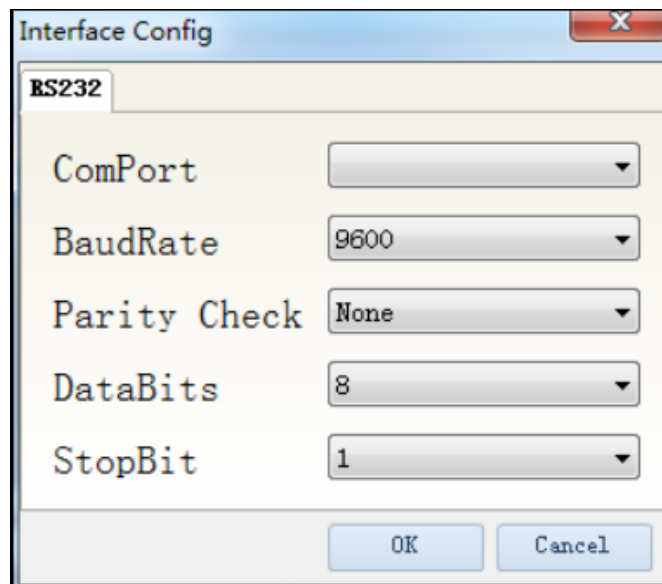 Interface Config
RS232
ComPort
BaudRate 9600
Parity Check None
DataBits 8
StopBit 1
OK Cancel